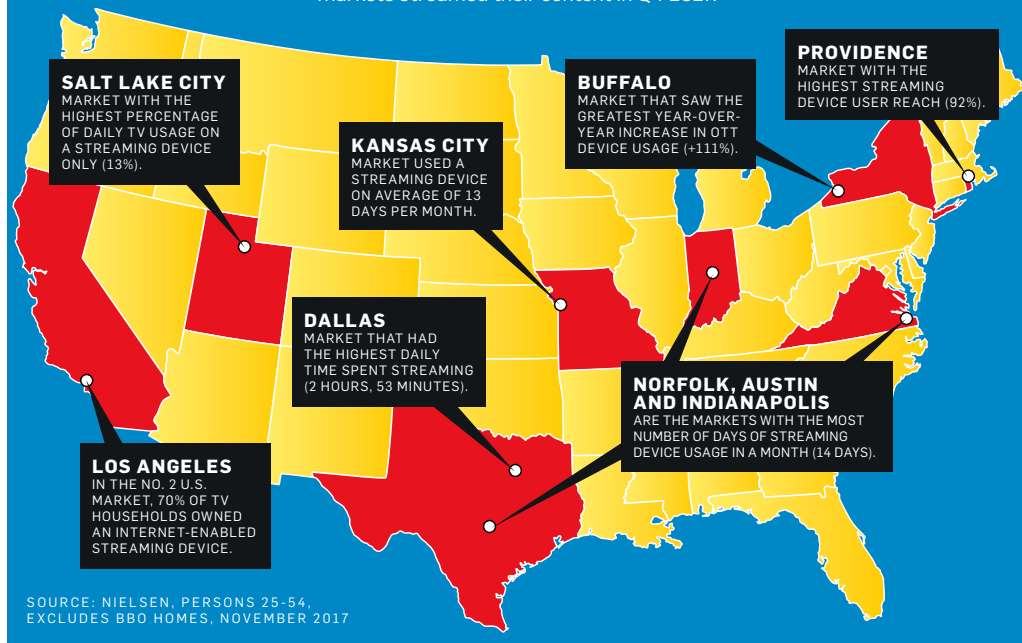 SALT LAKE CITY
MARKET WITH THE
HIGHEST PERCENTAGE
OF DAILY TV USAGE ON
A STREAMING DEVICE
ONLY (13%).
KANSAS CITY
MARKET USED A
STREAMING DEVICE
ON AVERAGE OF 13
DAYS PER MONTH.
BUFFALO
MARKET THAT SAW THE
GREATEST YEAR-OVER-
YEAR INCREASE IN OTT
DEVICE USAGE (+111%).
PROVIDENCE
MARKET WITH THE
HIGHEST STREAMING
DEVICE USER REACH (92%).
DALLAS
MARKET THAT HAD
THE HIGHEST DAILY
TIME SPENT STREAMING
(2 HOURS, 53 MINUTES).
NORFOLK, AUSTIN
AND INDIANAPOLIS
ARE THE MARKETS WITH THE MOST
NUMBER OF DAYS OF STREAMING
DEVICE USAGE IN A MONTH (14 DAYS).
LOS ANGELES
IN THE NO. 2 U.S.
MARKET, 70% OF TV
HOUSEHOLDS OWNED
AN INTERNET-ENABLED
STREAMING DEVICE.
SOURCE: NIELSEN, PERSONS 25-54,
EXCLUDES BBO HOMES, NOVEMBER 2017